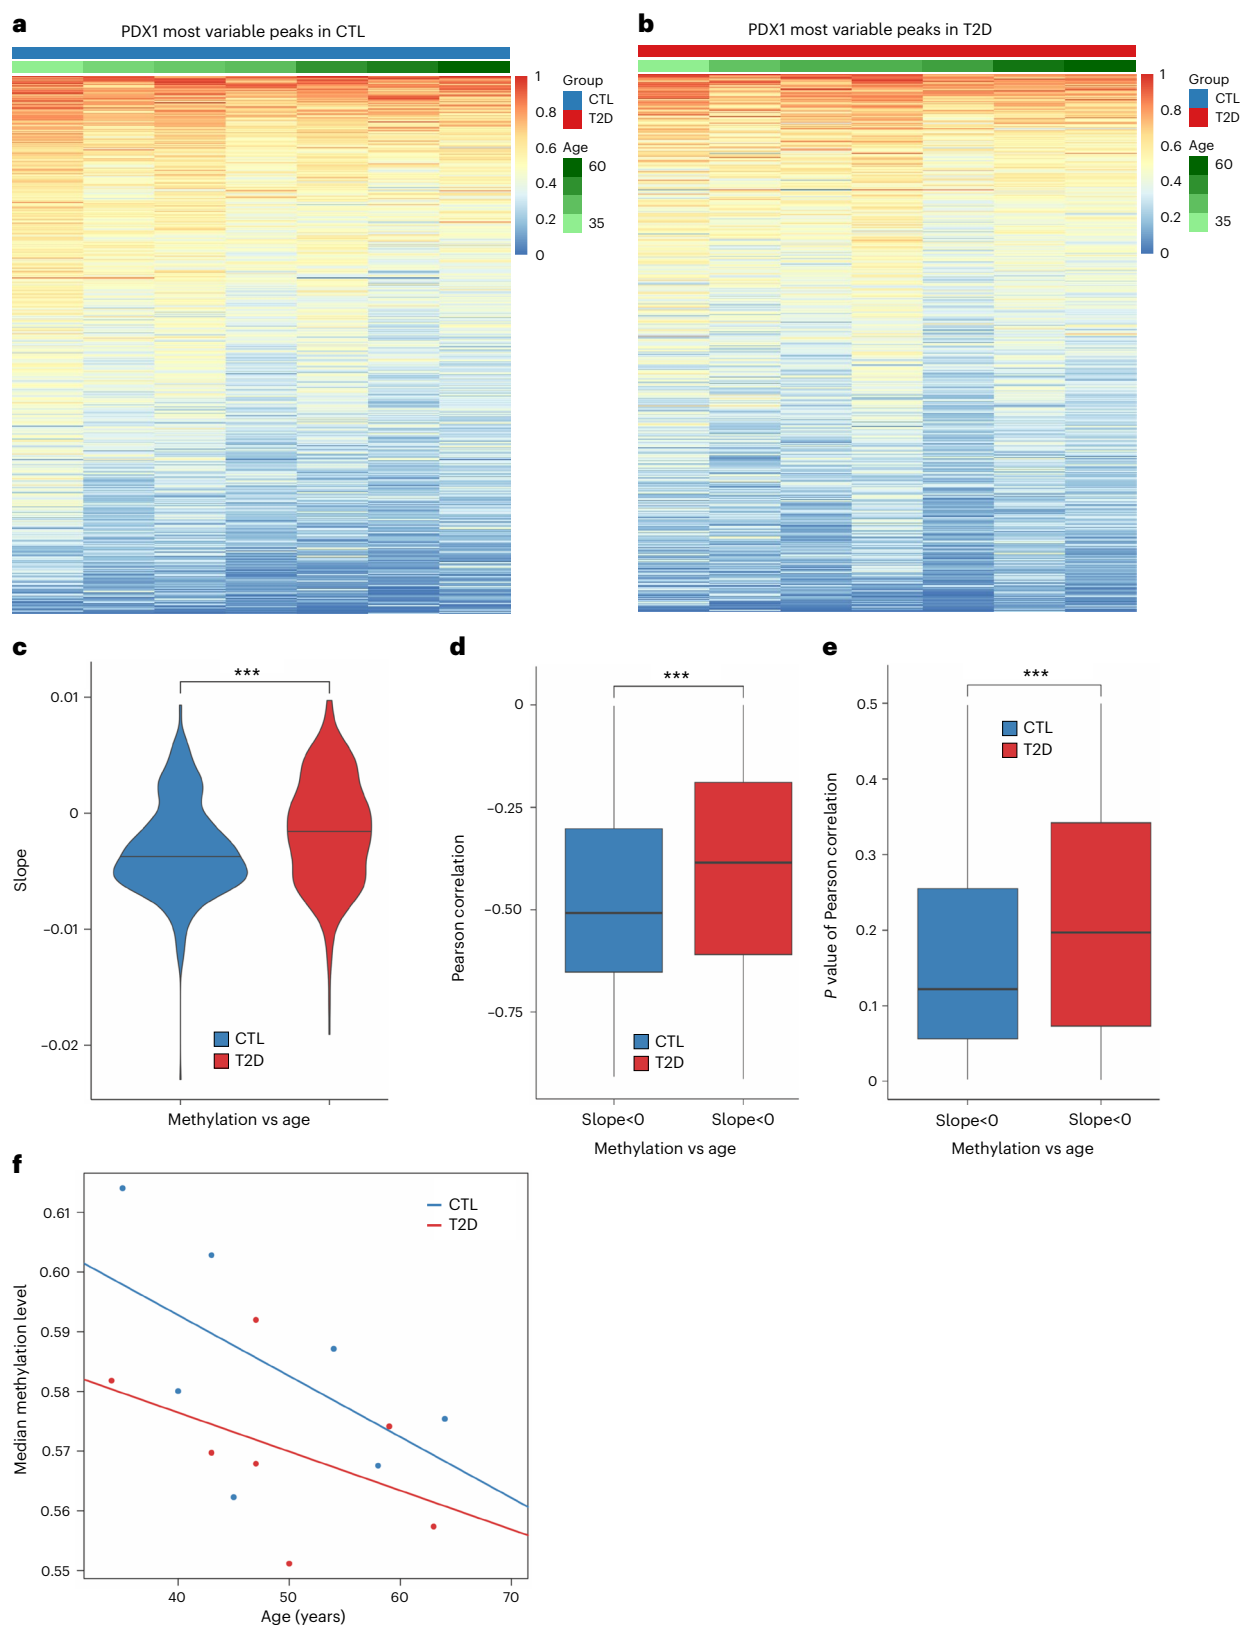 a
PDX1 most variable peaks in CTL
1
0.8
0.6
0.4
0.2
0
Group
CTL
T2D
Age
60
35
b
PDX1 most variable peaks in T2D
1
0.8
0.6
0.4
0.2
0
Group
CTL
T2D
Age
60
35
c
0.01
0
−0.01
−0.02
Slope
***
CTL
T2D
Methylation vs age
d
0
−0.25
−0.50
−0.75
Pearson correlation
***
CTL
T2D
Slope<0 Slope<0
Methylation vs age
e
0.5
0.4
0.3
0.2
0.1
0
P value of Pearson correlation
***
CTL
T2D
Slope<0 Slope<0
Methylation vs age
f
0.61
0.60
0.59
0.58
0.57
0.56
0.55
Median methylation level
CTL
T2D
40 50 60 70
Age (years)